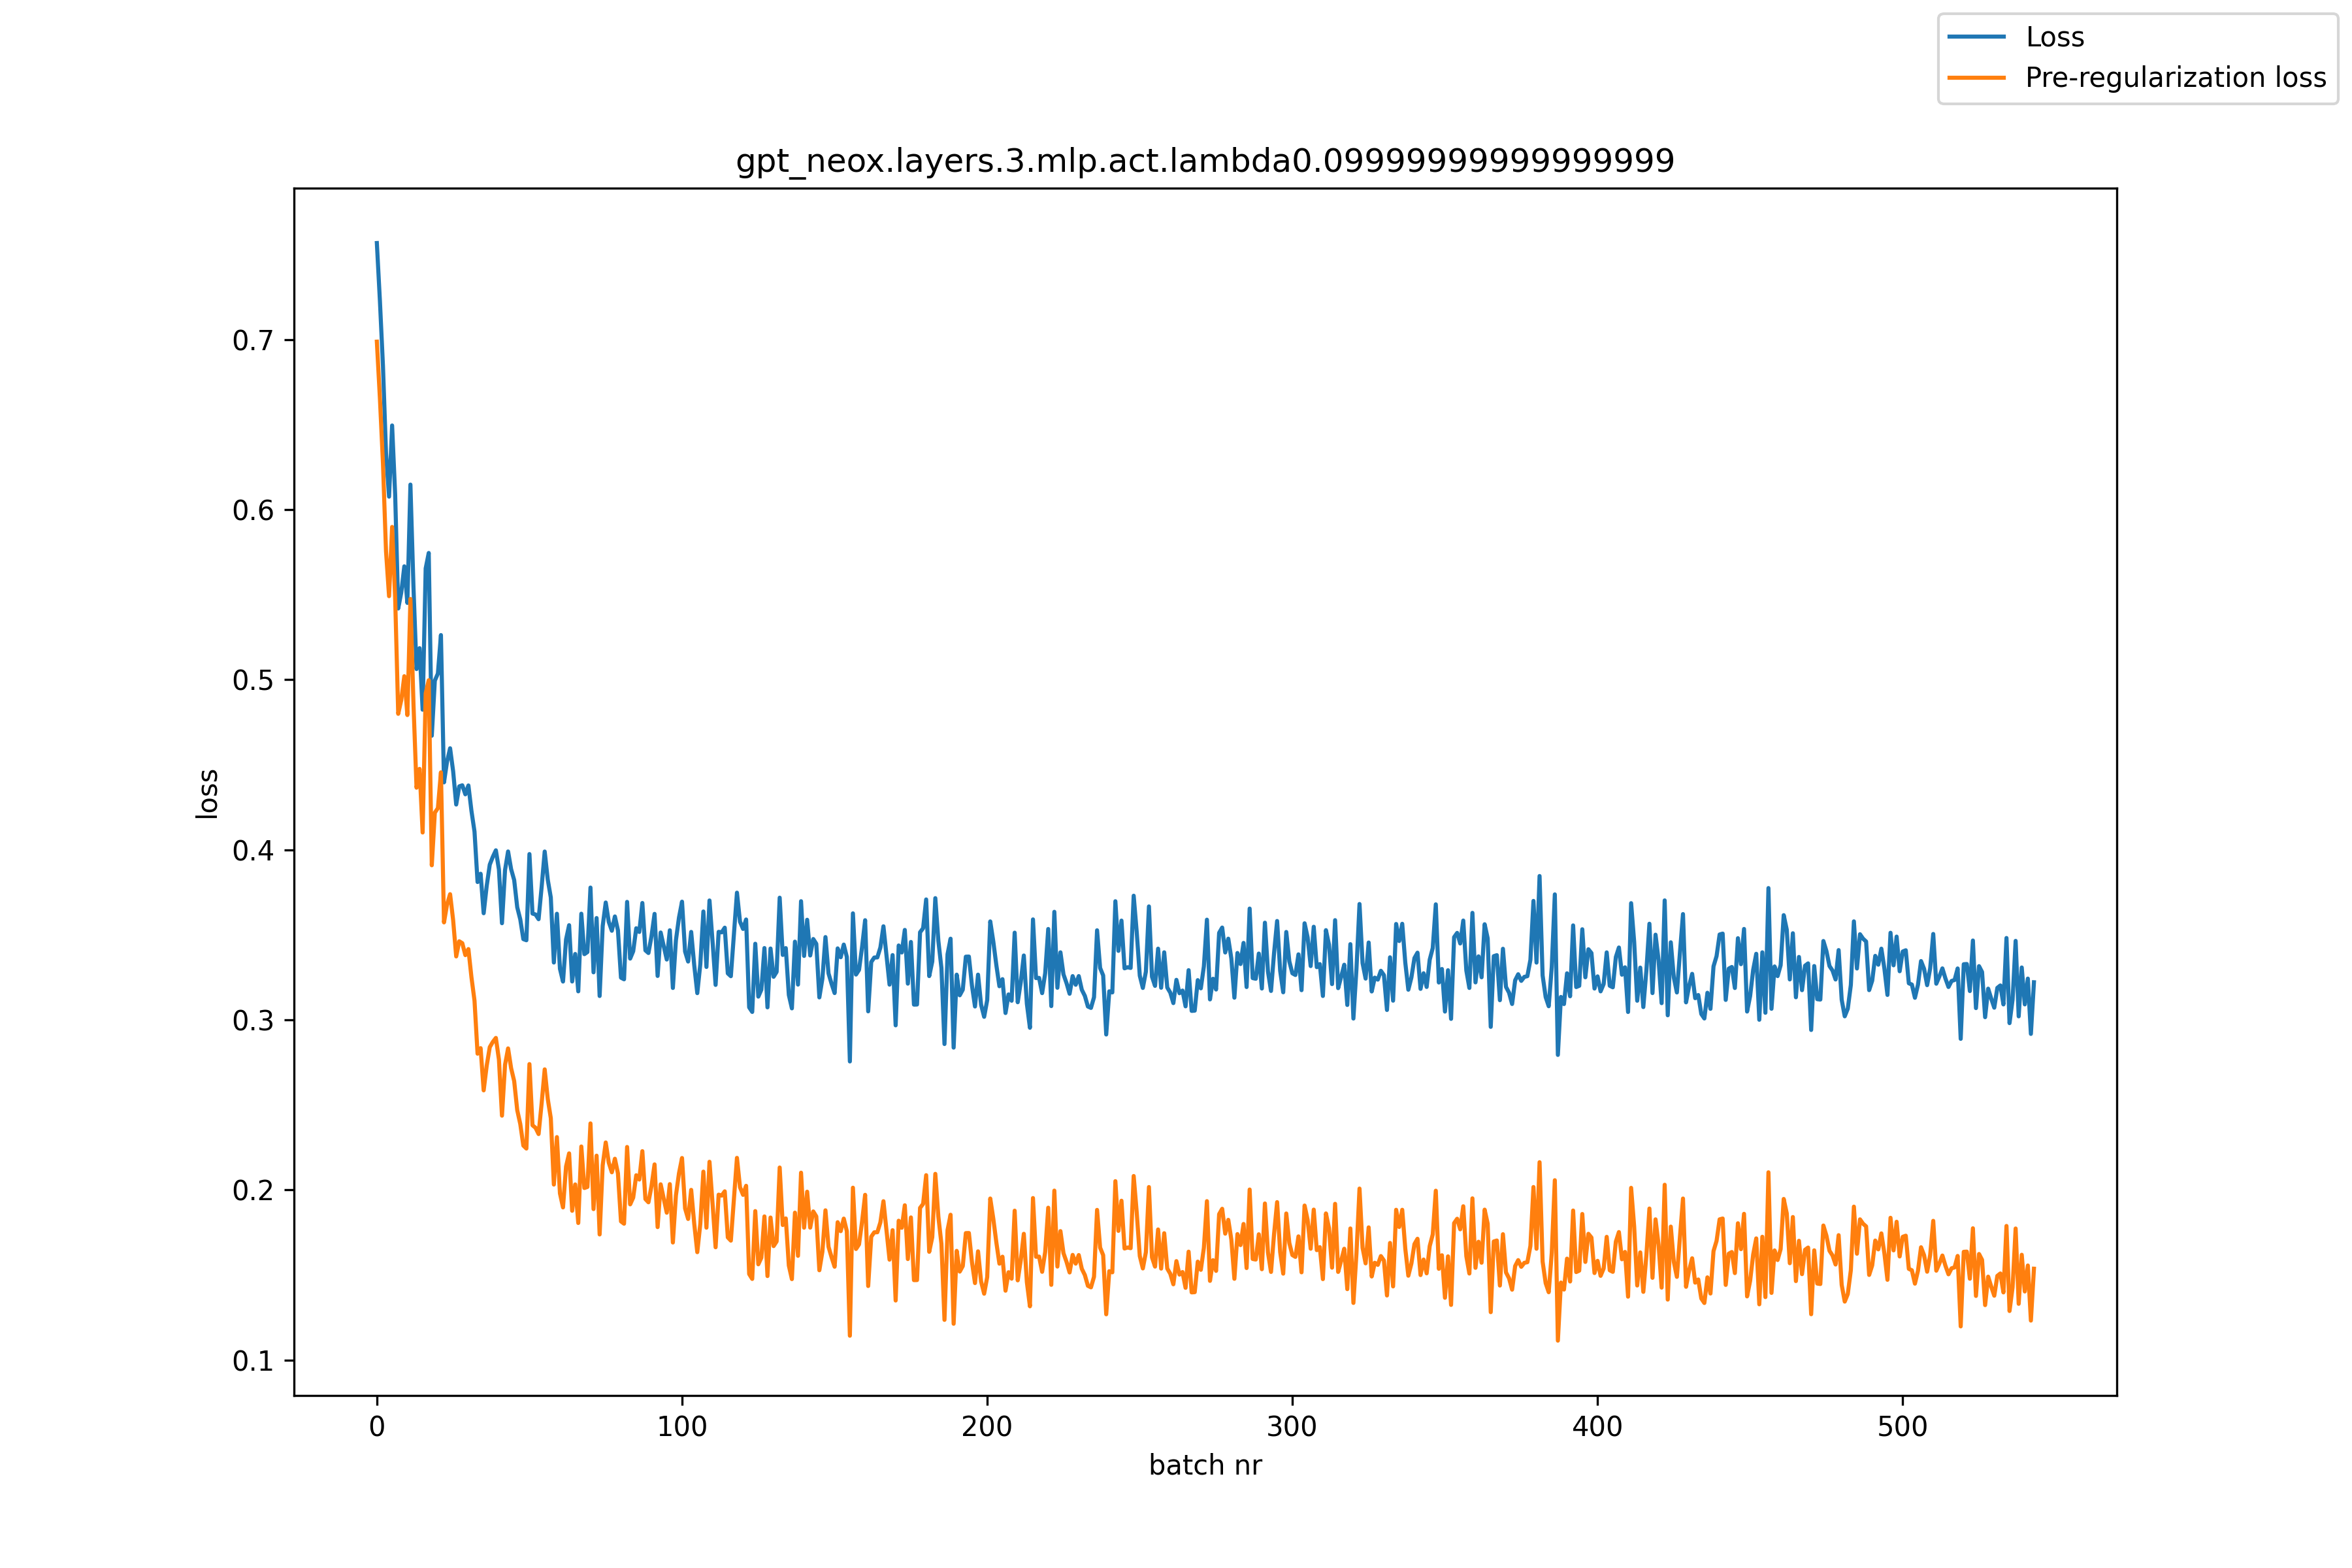 Loss
Pre-regularization loss
gpt_neox.layers.3.mlp.act.lambda0.09999999999999999
0.7
0.6
0.5
0.4
0.3
0.2
0.1
loss
0 100 200 300 400 500
batch nr